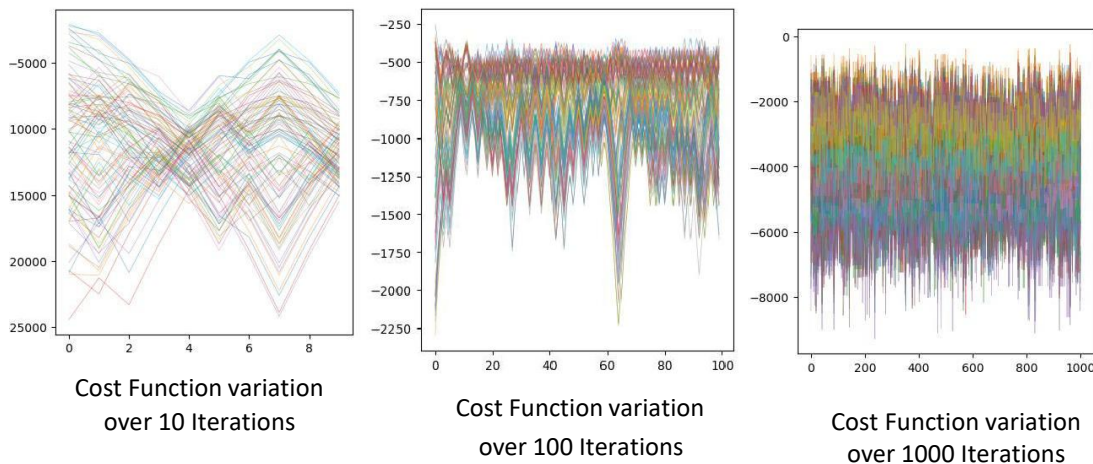 −5000
10000
15000
20000
25000
0 2 4 6 8
−250
−500
−750
−1000
−1250
−1500
−1750
−2000
−2250
0 20 40 60 80 100
0
−2000
−4000
−6000
−8000
0 200 400 600 800 1000
Cost Function variation
over 10 Iterations
Cost Function variation
over 100 Iterations
Cost Function variation
over 1000 Iterations